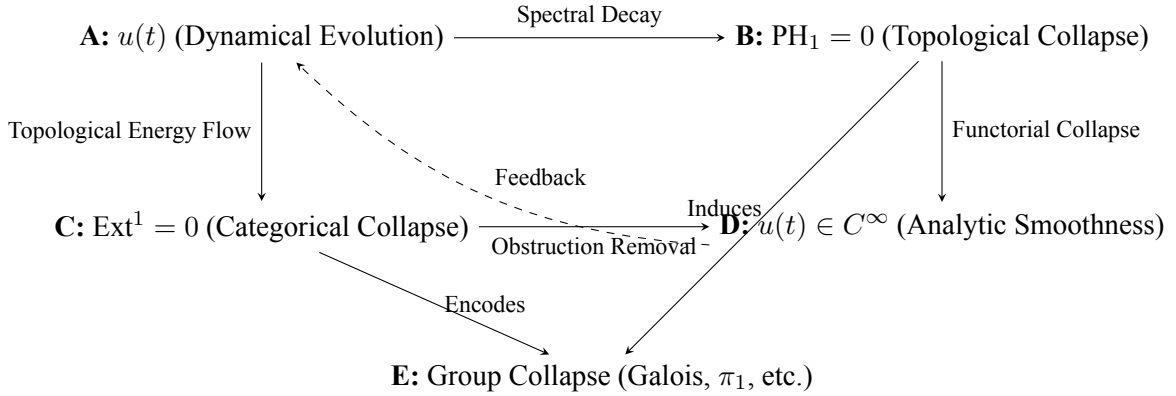 Spectral Decay
A: u(t) (Dynamical Evolution)
B: PH₁ = 0 (Topological Collapse)
Topological Energy Flow
Functorial Collapse
Feedback
Induces
C: Ext¹ = 0 (Categorical Collapse)
D: u(t) ∈ C^∞ (Analytic Smoothness)
Obstruction Removal
Encodes
E: Group Collapse (Galois, π₁, etc.)